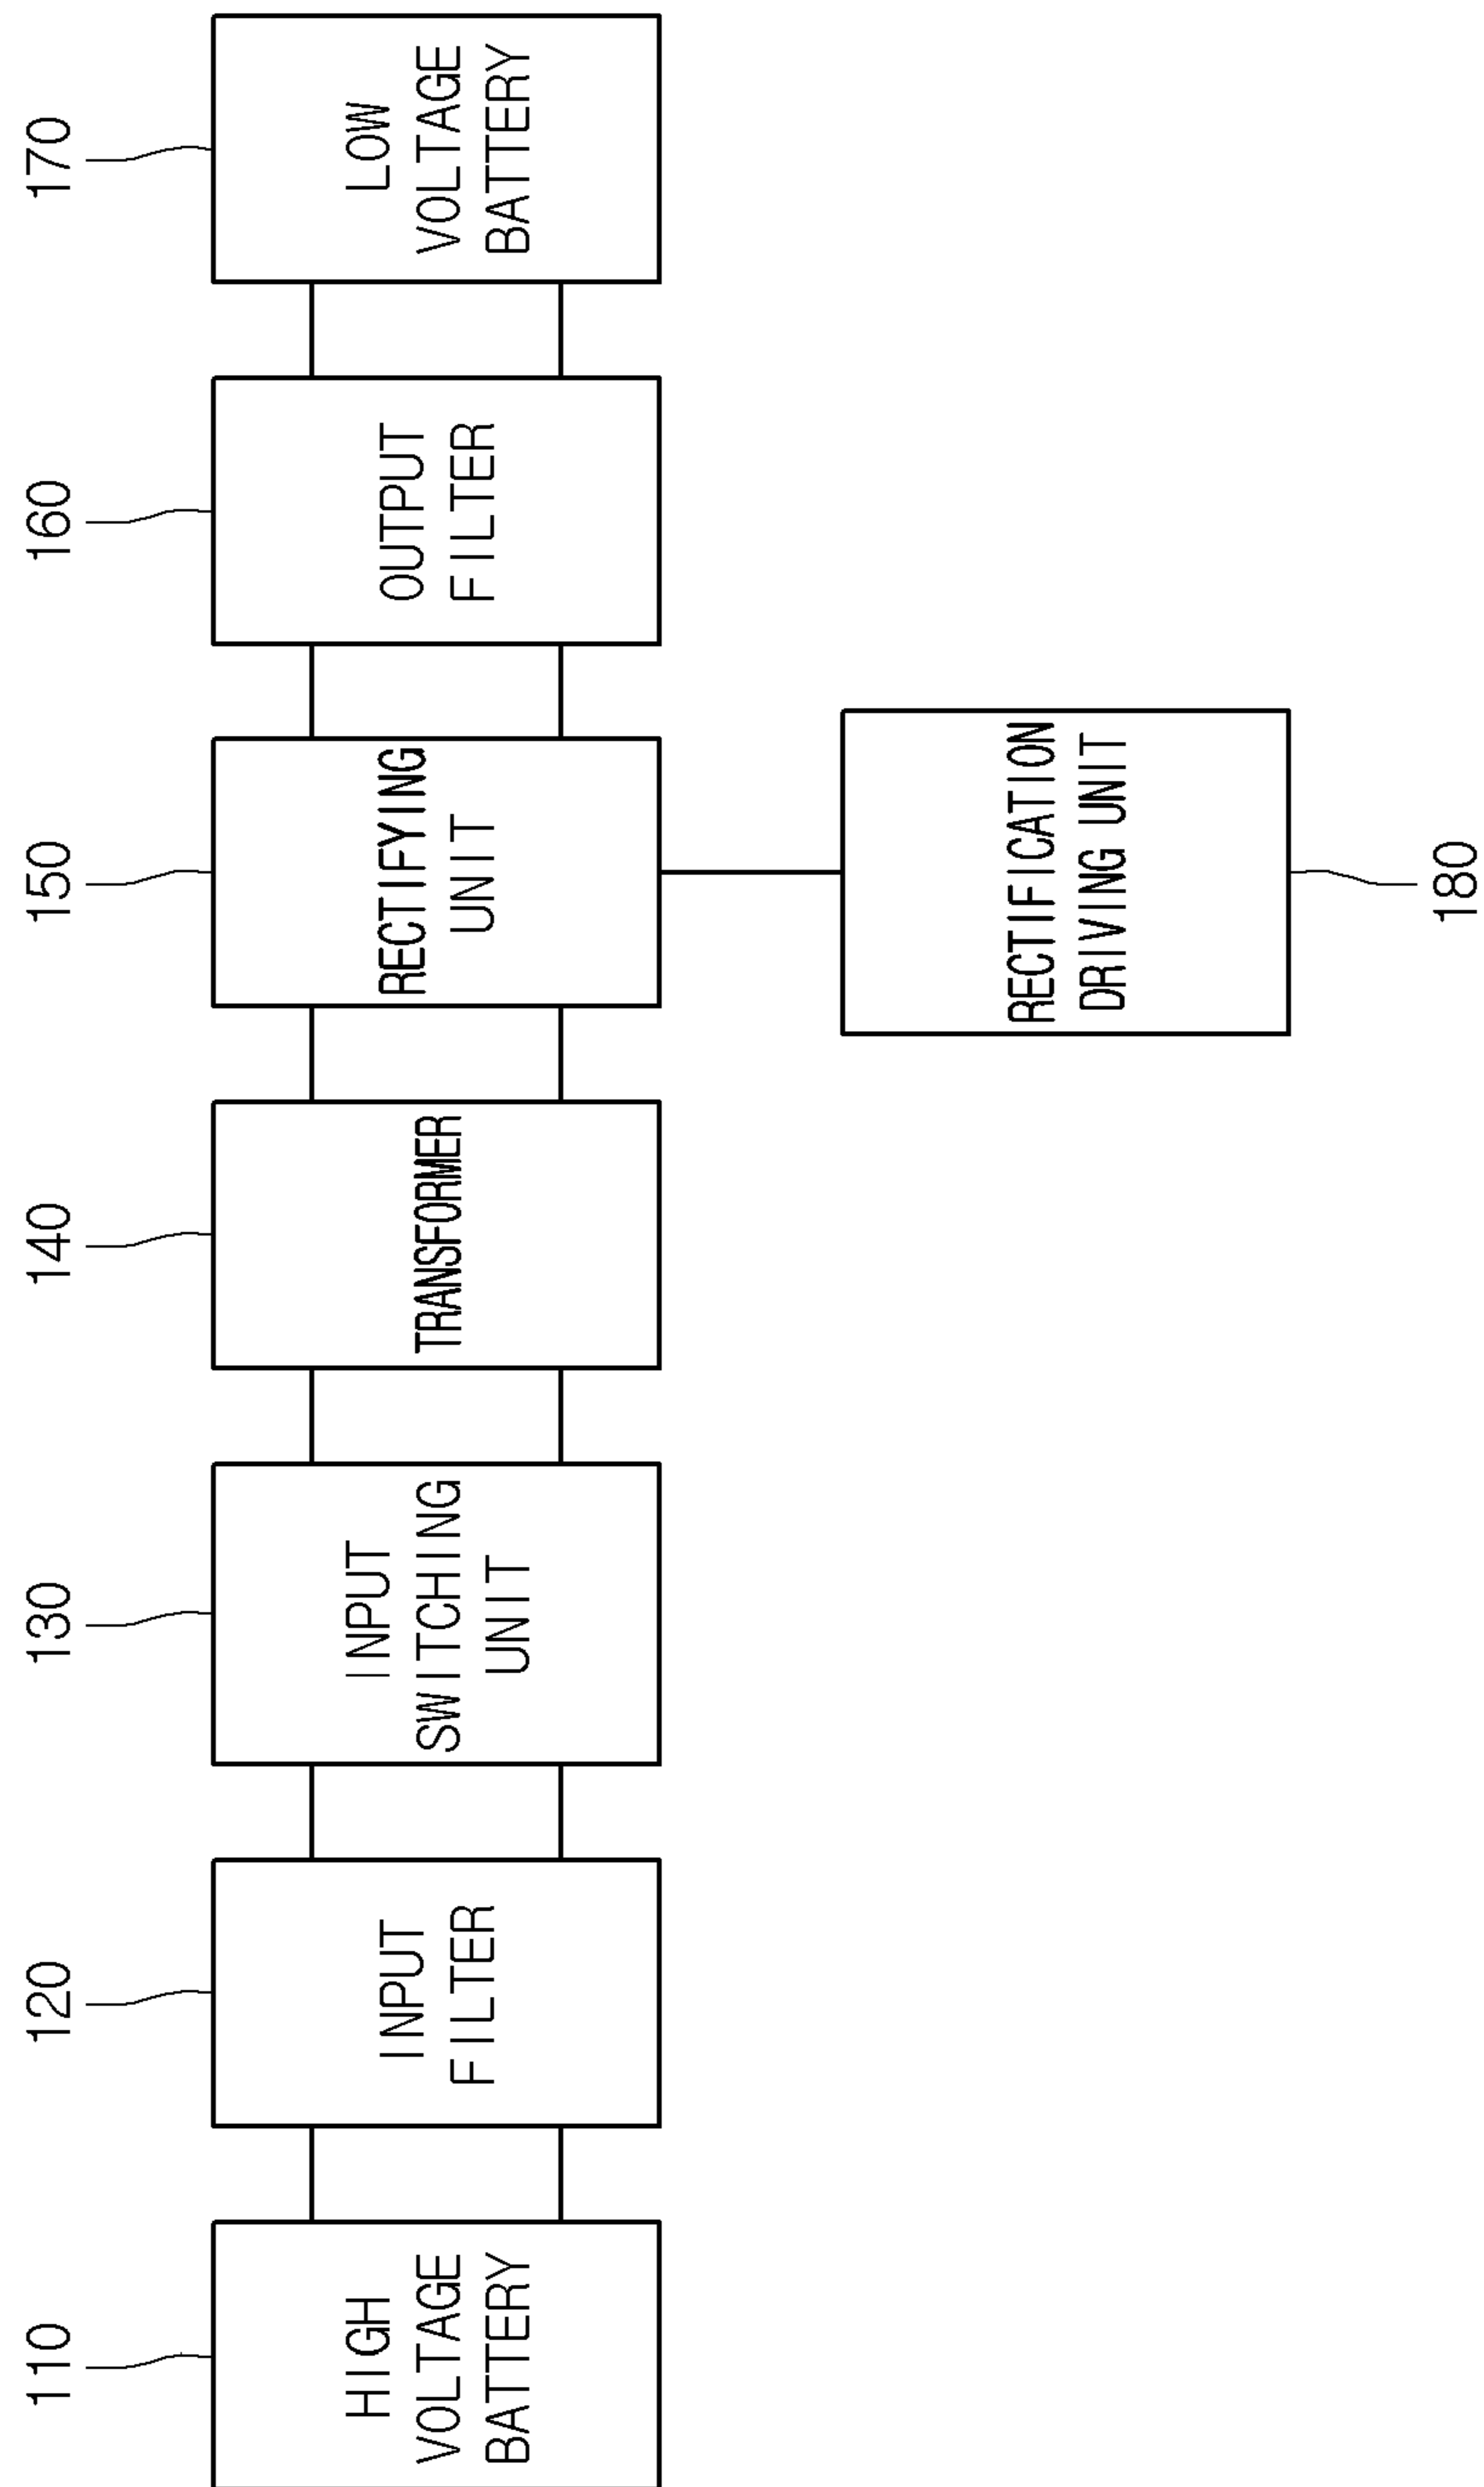 110
120
130
140
150
160
170
HIGH
VOLTAGE
BATTERY
INPUT
FILTER
INPUT
SWITCHING
UNIT
TRANSFORMER
RECTIFYING
UNIT
OUTPUT
FILTER
LOW
VOLTAGE
BATTERY
RECTIFICATION
DRIVING UNIT
180